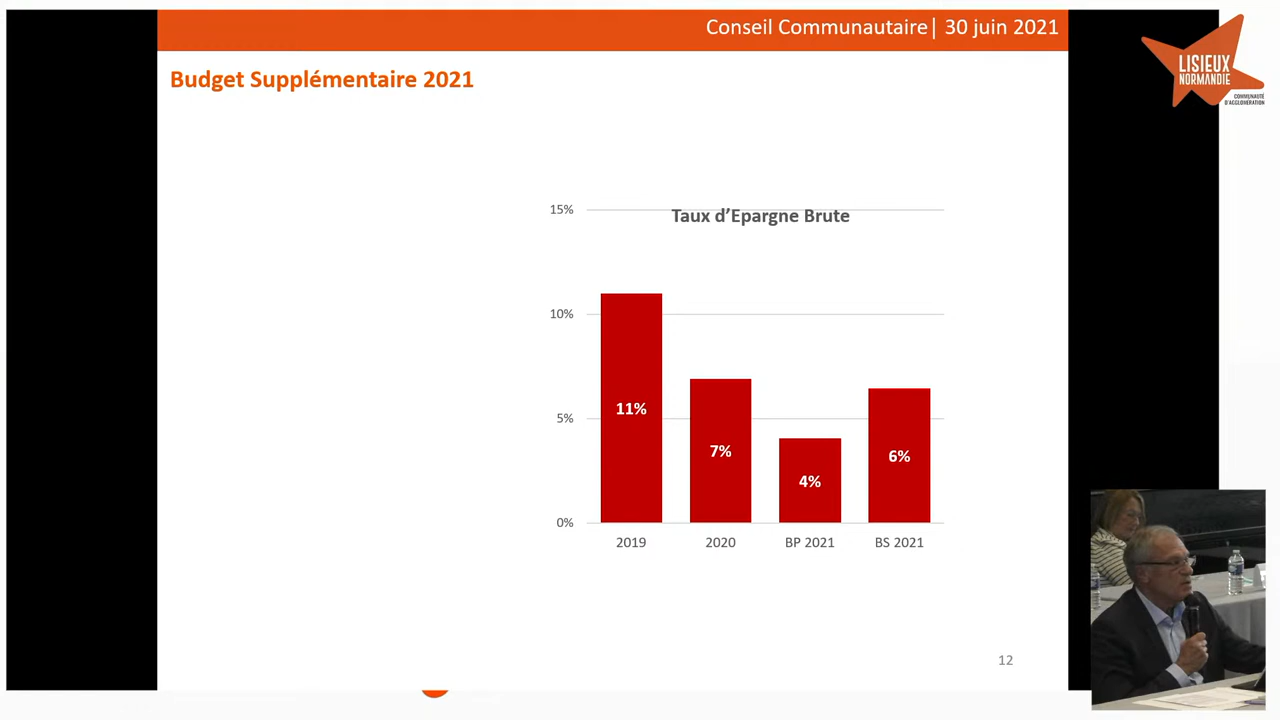 Conseil Communautaire| 30 juin 2021
LISIEUX
NORMANDIE
COMMUNAUTÉ
D'AGGLOMÉRATION
Budget Supplémentaire 2021
Taux d'Epargne Brute
15%
10%
5%
0%
11%
7%
4%
6%
2019
2020
BP 2021
BS 2021
12